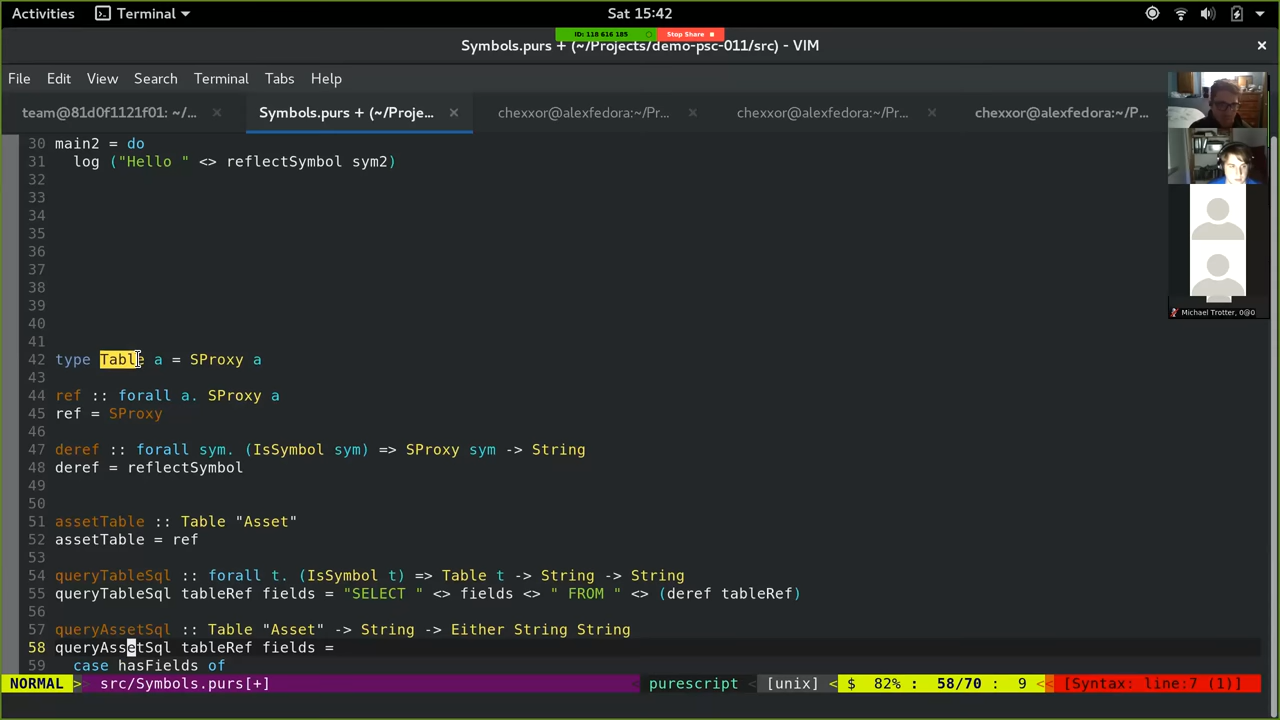 Activities Terminal Sat 15:42
ID: 118 616 185 Stop Share
Symbols.purs + (~/Projects/demo-psc-011/src) - VIM
File Edit View Search Terminal Tabs Help
team@81d0f1121f01: ~/... Symbols.purs + (~/Proje... chexxor@alexfedora:~/Pr... chexxor@alexfedora:~/Pr... chexxor@alexfedora:~/P...
30 main2 = do
31 log ("Hello " <> reflectSymbol sym2)
32
33
34
35
36
37
38
39
40
41
42 type Table a = SProxy a
43
44 ref :: forall a. SProxy a
45 ref = SProxy
46
47 deref :: forall sym. (IsSymbol sym) => SProxy sym -> String
48 deref = reflectSymbol
49
50
51 assetTable :: Table "Asset"
52 assetTable = ref
53
54 queryTableSql :: forall t. (IsSymbol t) => Table t -> String -> String
55 queryTableSql tableRef fields = "SELECT " <> fields <> " FROM " <> (deref tableRef)
56
57 queryAssetSql :: Table "Asset" -> String -> Either String String
58 queryAssetSql tableRef fields =
59 case hasFields of
NORMAL >> src/Symbols.purs[+] purescript < [unix] < $ 82% : 58/70 : 9 << [Syntax: line:7 (1)]
Michael Trotter, 0@0